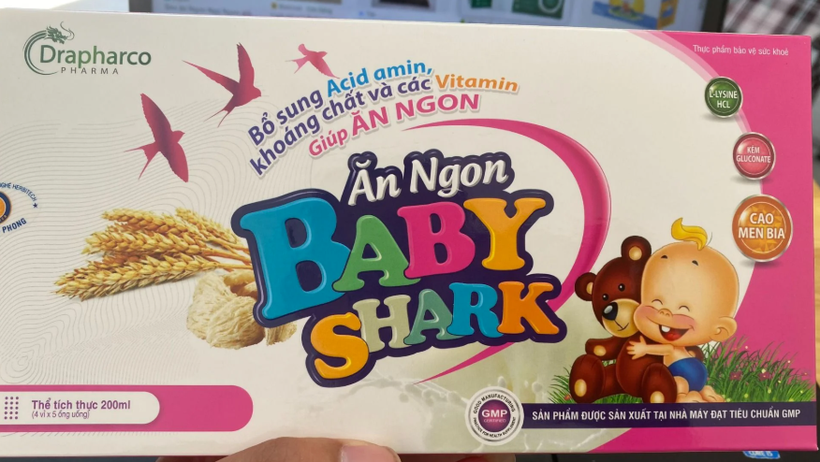 Drapharco
PHARMA
Thực phẩm bảo vệ sức khoẻ
Bổ sung Acid amin,
khoáng chất và các Vitamin
Giúp ĂN NGON
L-LYSINE
HCL
KẼM
GLUCONATE
CAO
MEN BIA
Ăn Ngon
BABY
SHARK
PHONG
Thể tích thực 200ml
(4 vỉ x 5 ống uống)
GMP
SẢN PHẨM ĐƯỢC SẢN XUẤT TẠI NHÀ MÁY ĐẠT TIÊU CHUẨN GMP